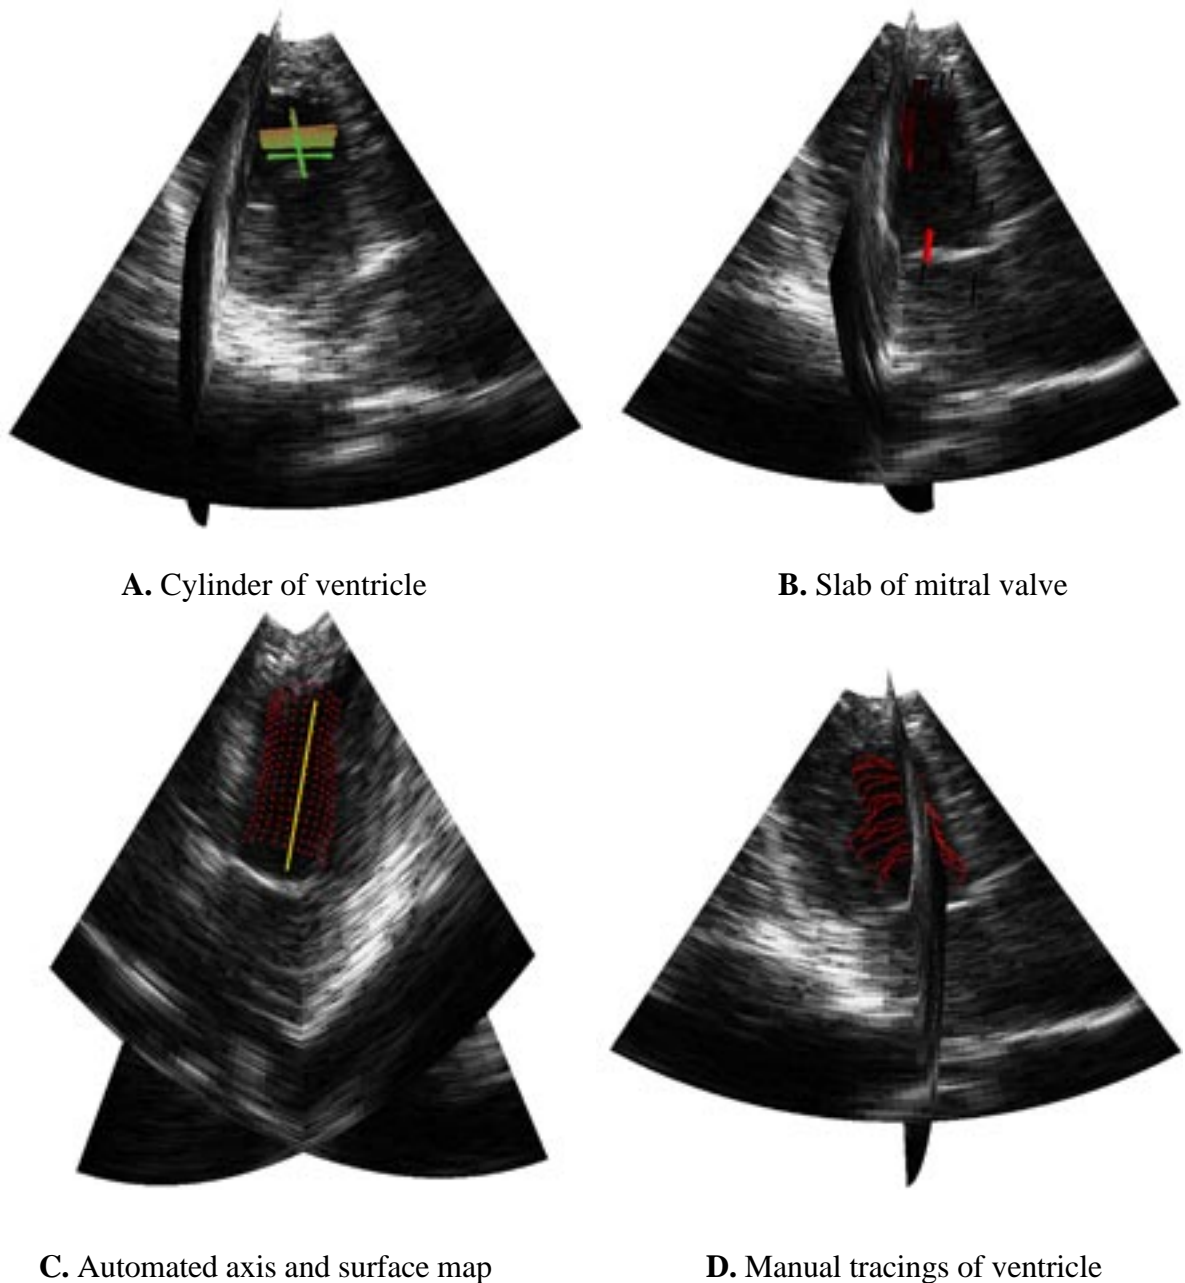 A. Cylinder of ventricle
B. Slab of mitral valve
C. Automated axis and surface map
D. Manual tracings of ventricle